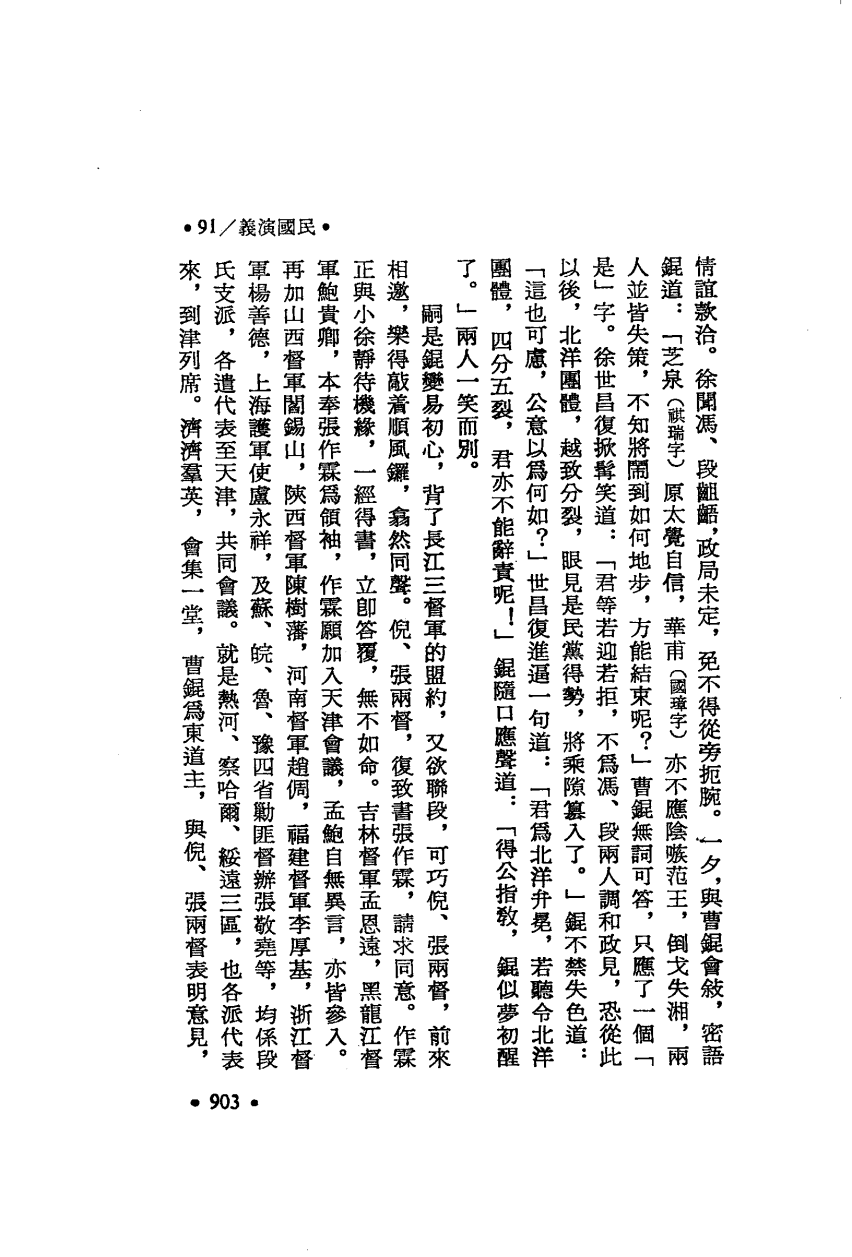 •91／義演國民•
情誼款洽。徐聞馮、段齟齬，政局未定，免不得從旁扼腕。一夕，與曹錕會敍，密語
錕道：「芝泉（祺瑞字）原太覺自信，華甫（國璋字）亦不應陰嗾范王，倒戈失湘，兩
人並皆失策，不知將鬧到如何地步，方能結束呢？」曹錕無詞可答，只應了一個「
是」字。徐世昌復掀髯笑道：「君等若迎若拒，不爲馮、段兩人調和政見，恐從此
以後，北洋團體，越致分裂，眼見是民黨得勢，將乘隙篡入了。」錕不禁失色道：
「這也可慮，公意以爲何如？」世昌復進逼一句道：「君爲北洋弁冕，若聽令北洋
團體，四分五裂，君亦不能辭責呢！」錕隨口應聲道：「得公指敎，錕似夢初醒
了。」兩人一笑而別。
嗣是錕變易初心，背了長江三督軍的盟約，又欲聯段，可巧倪、張兩督，前來
相邀，樂得敲着順風鑼，翕然同聲。倪、張兩督，復致書張作霖，請求同意。作霖
正與小徐靜待機緣，一經得書，立卽答覆，無不如命。吉林督軍孟恩遠，黑龍江督
軍鮑貴卿，本奉張作霖爲領袖，作霖願加入天津會議，孟鮑自無異言，亦皆參入。
再加山西督軍閻錫山，陝西督軍陳樹藩，河南督軍趙倜，福建督軍李厚基，浙江督
軍楊善德，上海護軍使盧永祥，及蘇、皖、魯、豫四省勦匪督辦張敬堯等，均係段
氏支派，各遣代表至天津，共同會議。就是熱河、察哈爾、綏遠三區，也各派代表
來，到津列席。濟濟羣英，會集一堂，曹錕爲東道主，與倪、張兩督表明意見，
•903•